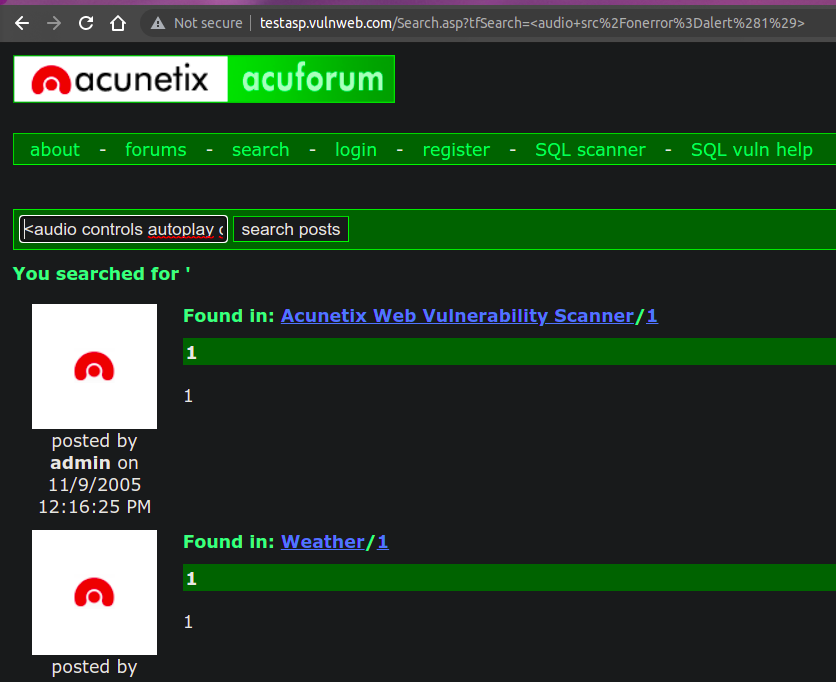 Not secure | testasp.vulnweb.com/Search.asp?tfSearch=<audio+src%2Fonerror%3Dalert%281%29>
acunetix acuforum
about - forums - search - login - register - SQL scanner - SQL vuln help
<audio controls autoplay search posts
You searched for '
Found in: Acunetix Web Vulnerability Scanner/1
1
1
posted by
admin on
11/9/2005
12:16:25 PM
Found in: Weather/1
1
1
posted by